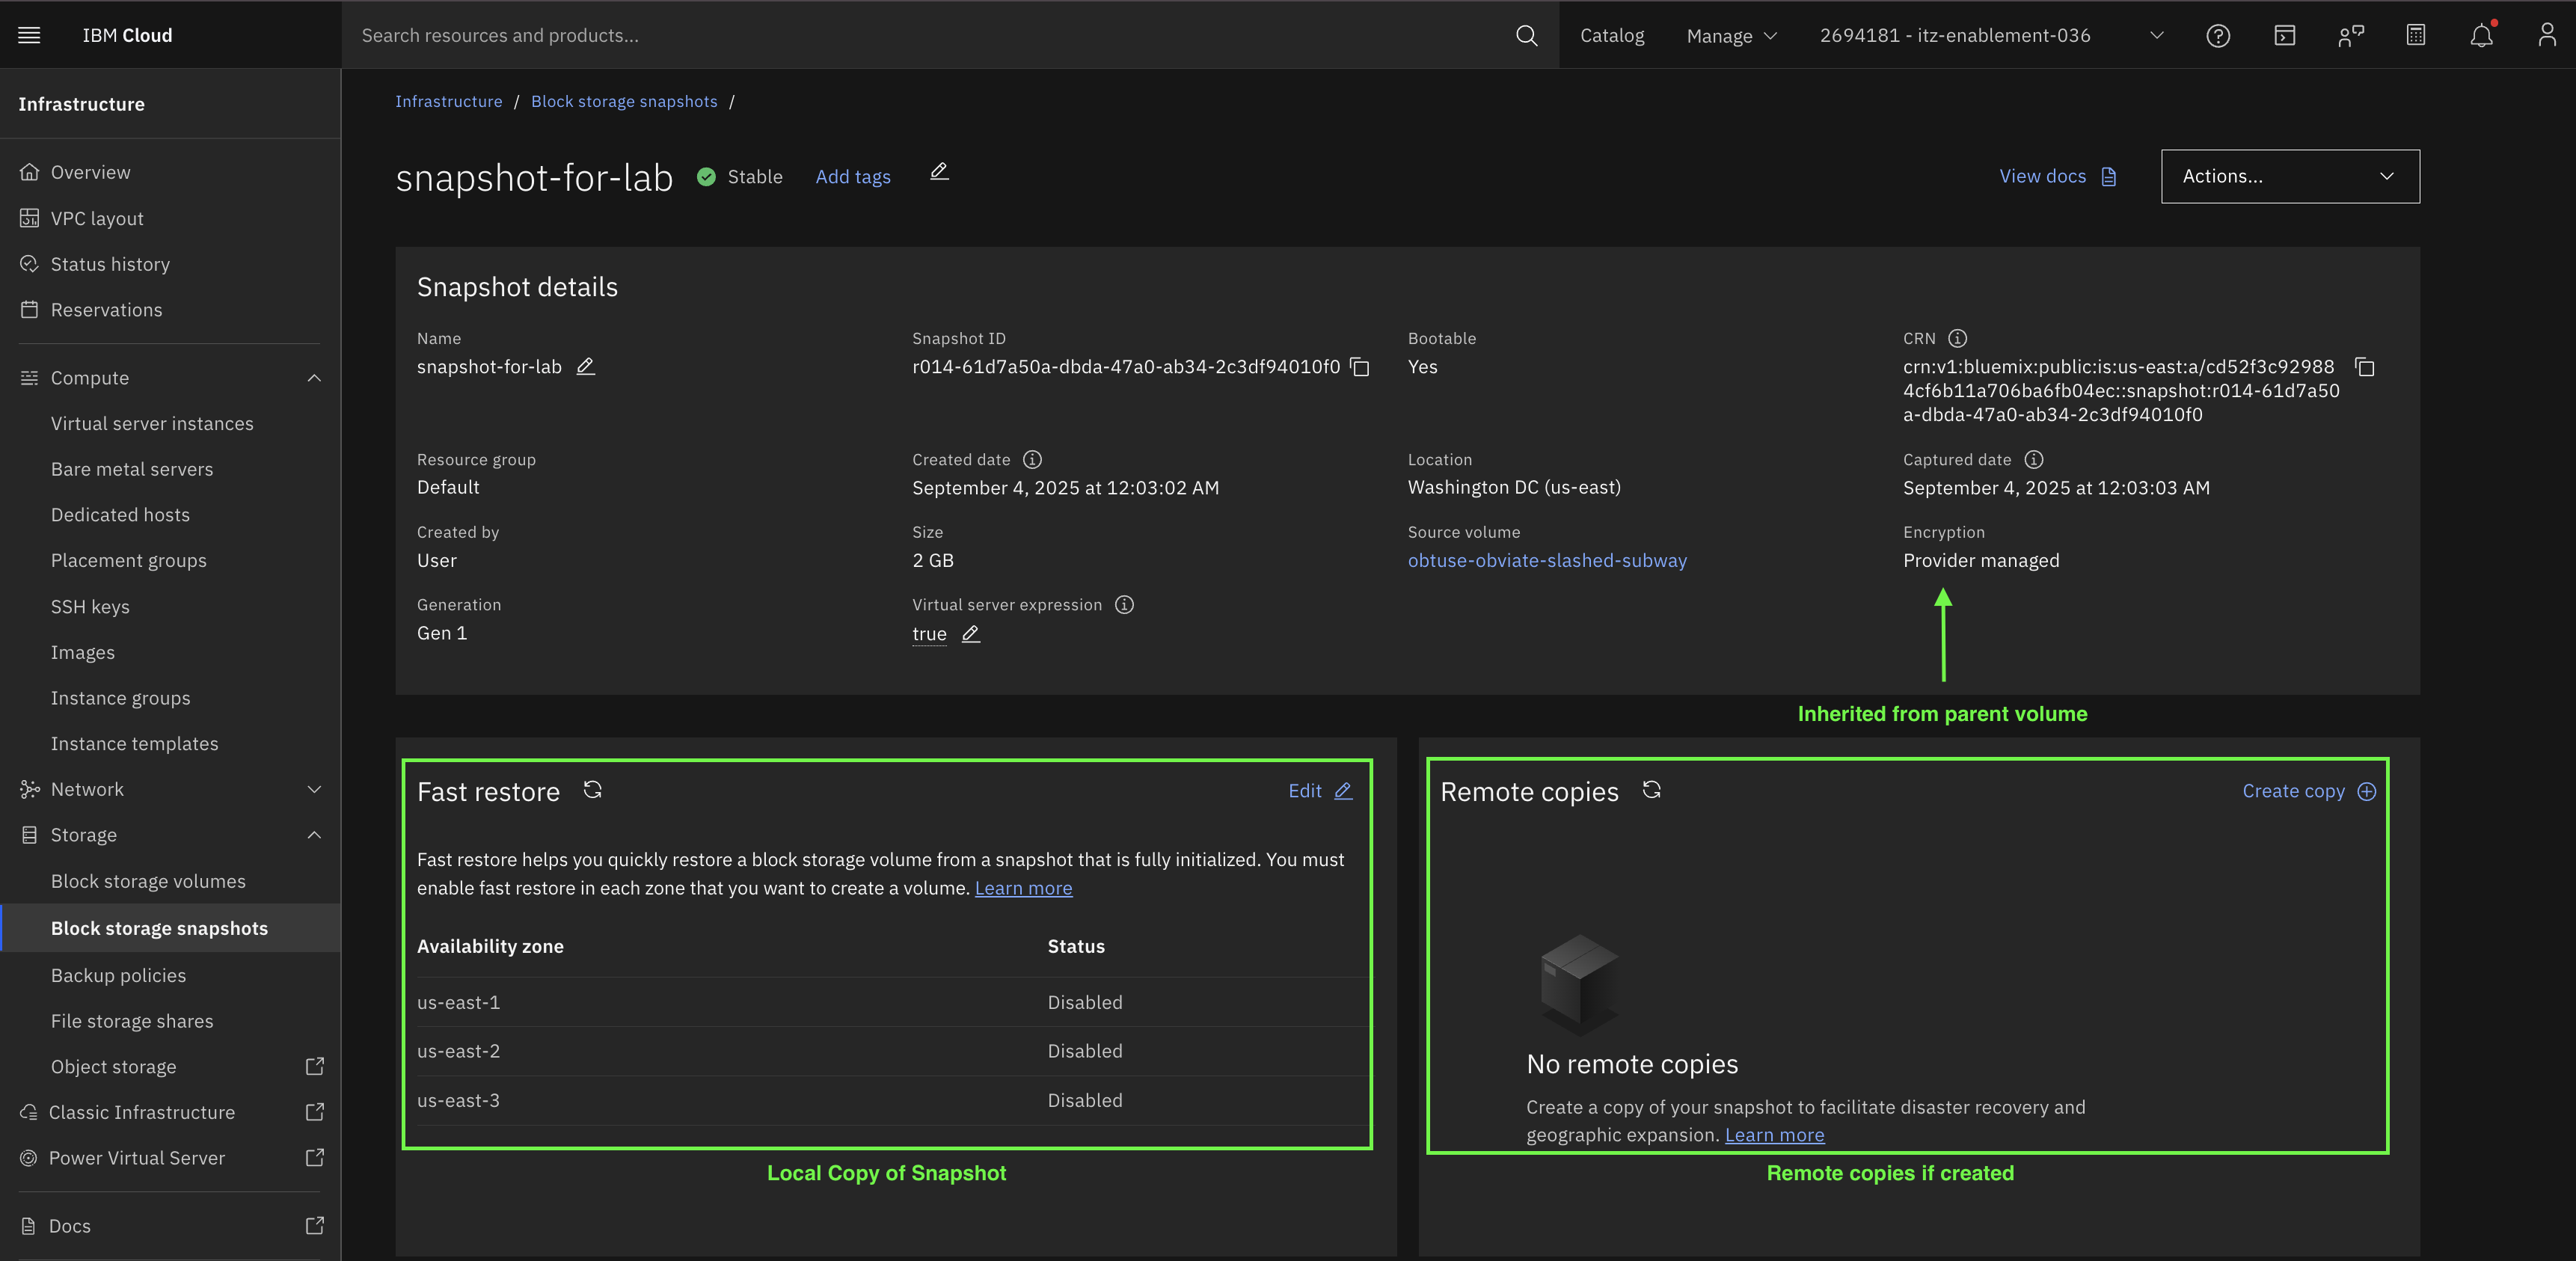 IBM Cloud
Search resources and products...
Catalog
Manage
2694181 - itz-enablement-036
Infrastructure
Overview
VPC layout
Status history
Reservations
Compute
Virtual server instances
Bare metal servers
Dedicated hosts
Placement groups
SSH keys
Images
Instance groups
Instance templates
Network
Storage
Block storage volumes
Block storage snapshots
Backup policies
File storage shares
Object storage
Classic Infrastructure
Power Virtual Server
Docs
Infrastructure / Block storage snapshots /
snapshot-for-lab
Stable
Add tags
View docs
Actions...
Snapshot details
Name
snapshot-for-lab
Snapshot ID
r014-61d7a50a-dbda-47a0-ab34-2c3df94010f0
Bootable
Yes
CRN
crn:v1:bluemix:public:is:us-east:a/cd52f3c92988
4cf6b11a706ba6fb04ec::snapshot:r014-61d7a50
a-dbda-47a0-ab34-2c3df94010f0
Resource group
Default
Created date
September 4, 2025 at 12:03:02 AM
Location
Washington DC (us-east)
Captured date
September 4, 2025 at 12:03:03 AM
Created by
User
Size
2 GB
Source volume
obtuse-obviate-slashed-subway
Encryption
Provider managed
Generation
Gen 1
Virtual server expression
true
Inherited from parent volume
Fast restore
Edit
Fast restore helps you quickly restore a block storage volume from a snapshot that is fully initialized. You must
enable fast restore in each zone that you want to create a volume. Learn more
Availability zone
Status
us-east-1
Disabled
us-east-2
Disabled
us-east-3
Disabled
Local Copy of Snapshot
Remote copies
Create copy
No remote copies
Create a copy of your snapshot to facilitate disaster recovery and
geographic expansion. Learn more
Remote copies if created